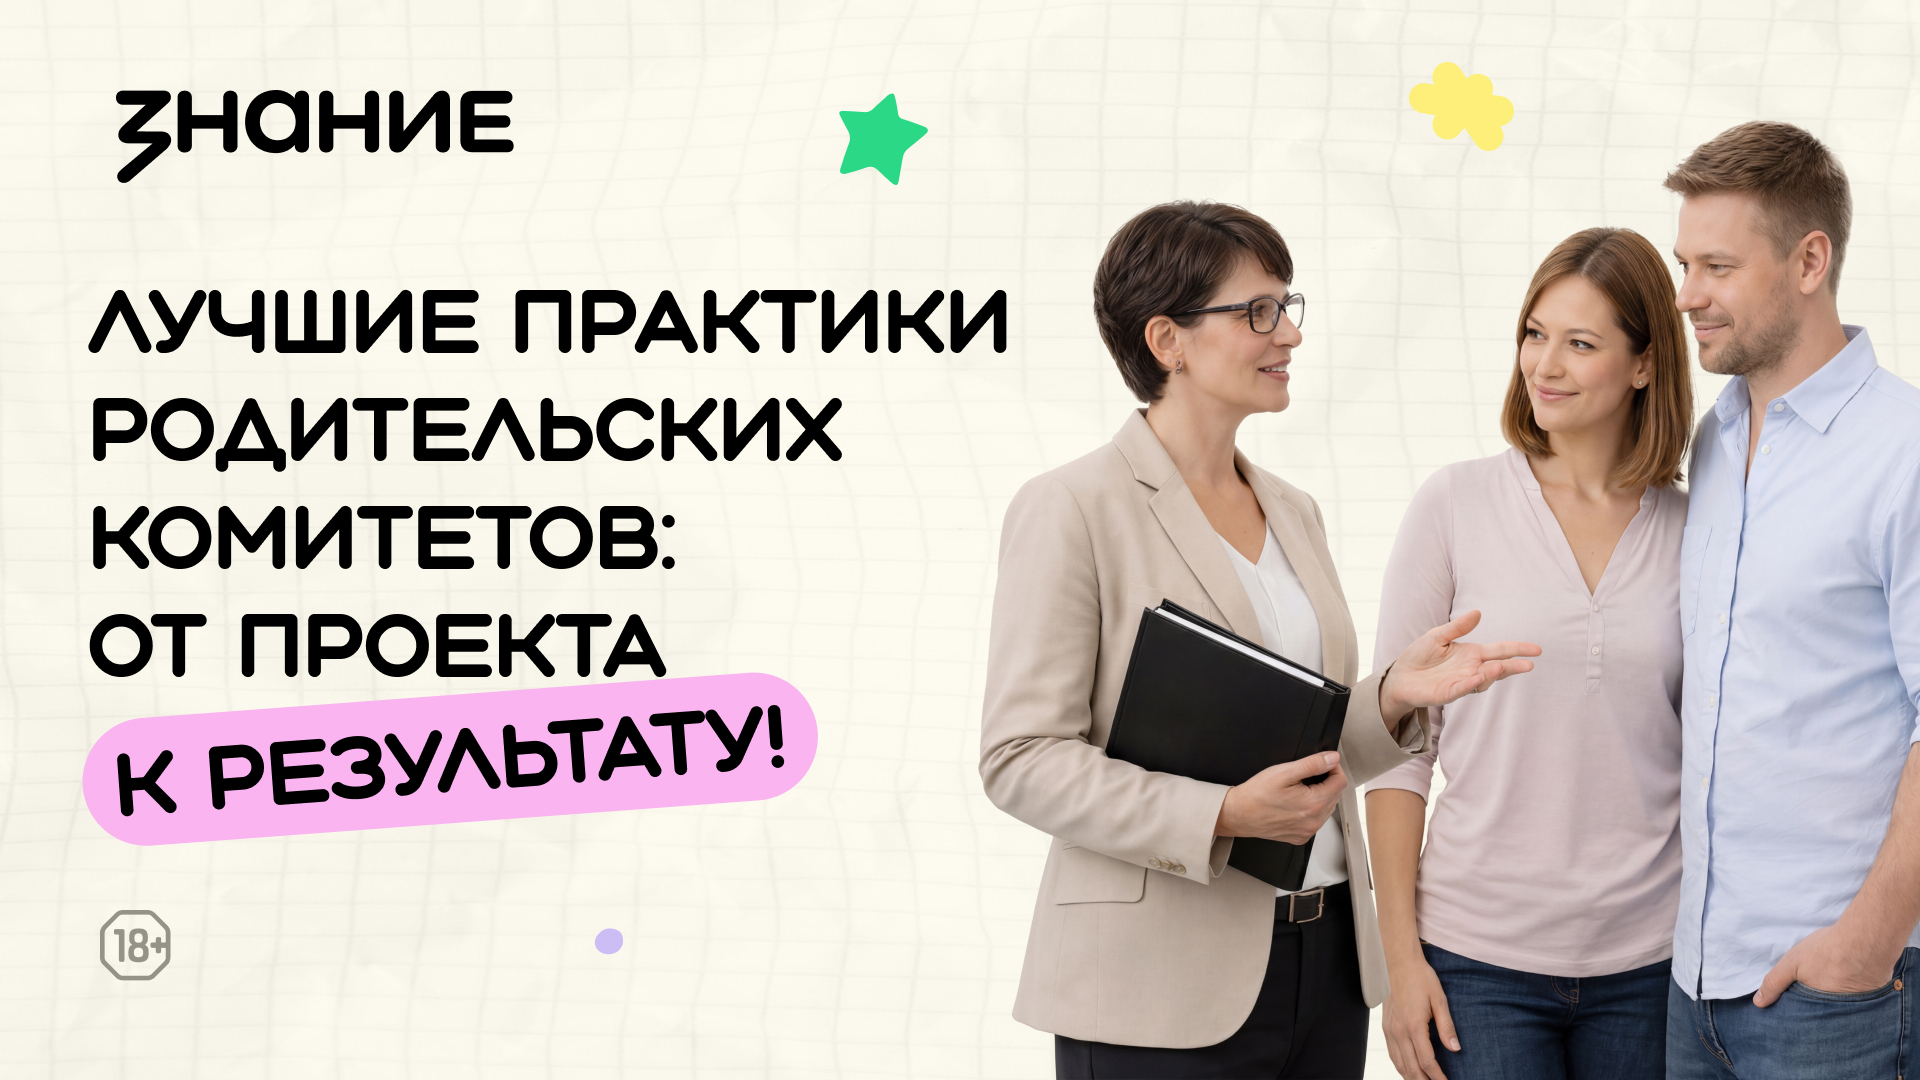 знание
ЛУЧШИЕ ПРАКТИКИ
РОДИТЕЛЬСКИХ
КОМИТЕТОВ:
ОТ ПРОЕКТА
К РЕЗУЛЬТАТУ!
18+